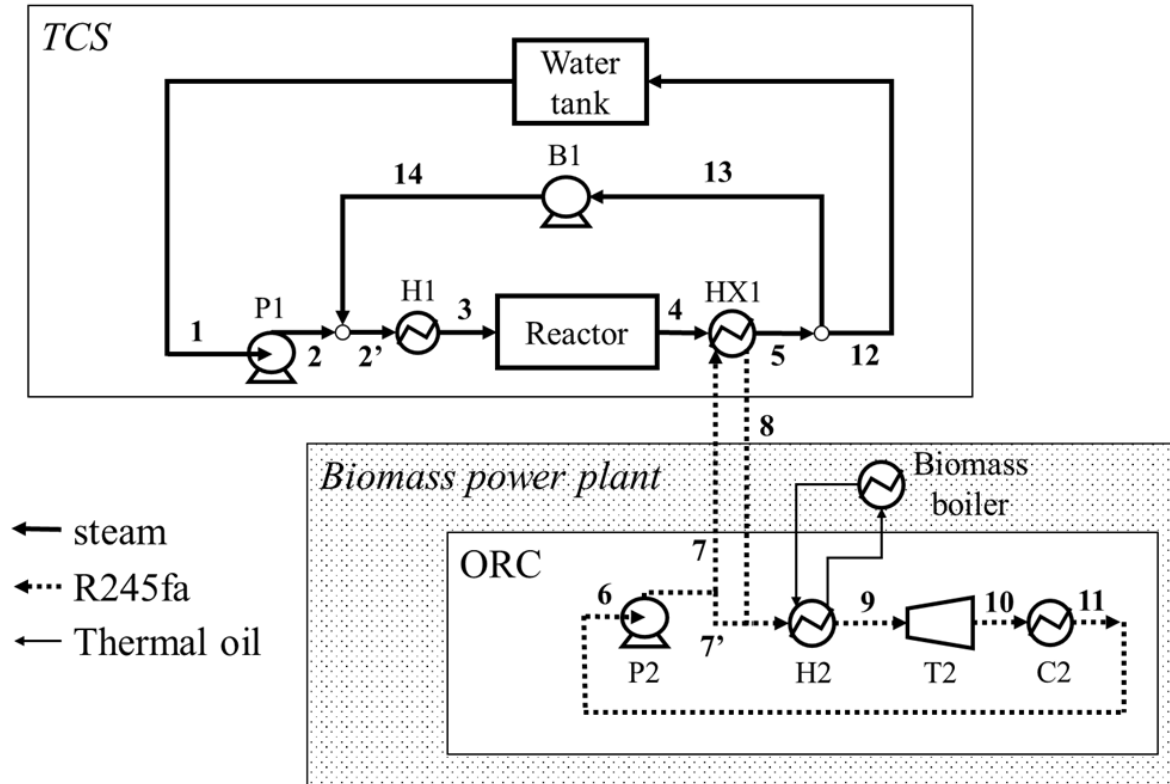 TCS
Water
tank
B1
14
13
P1
H1
3
4
HX1
1
2
2’
Reactor
5
12
8
Biomass power plant
Biomass
boiler
steam
R245fa
Thermal oil
7
ORC
6
9
10
11
7’
P2
H2
T2
C2